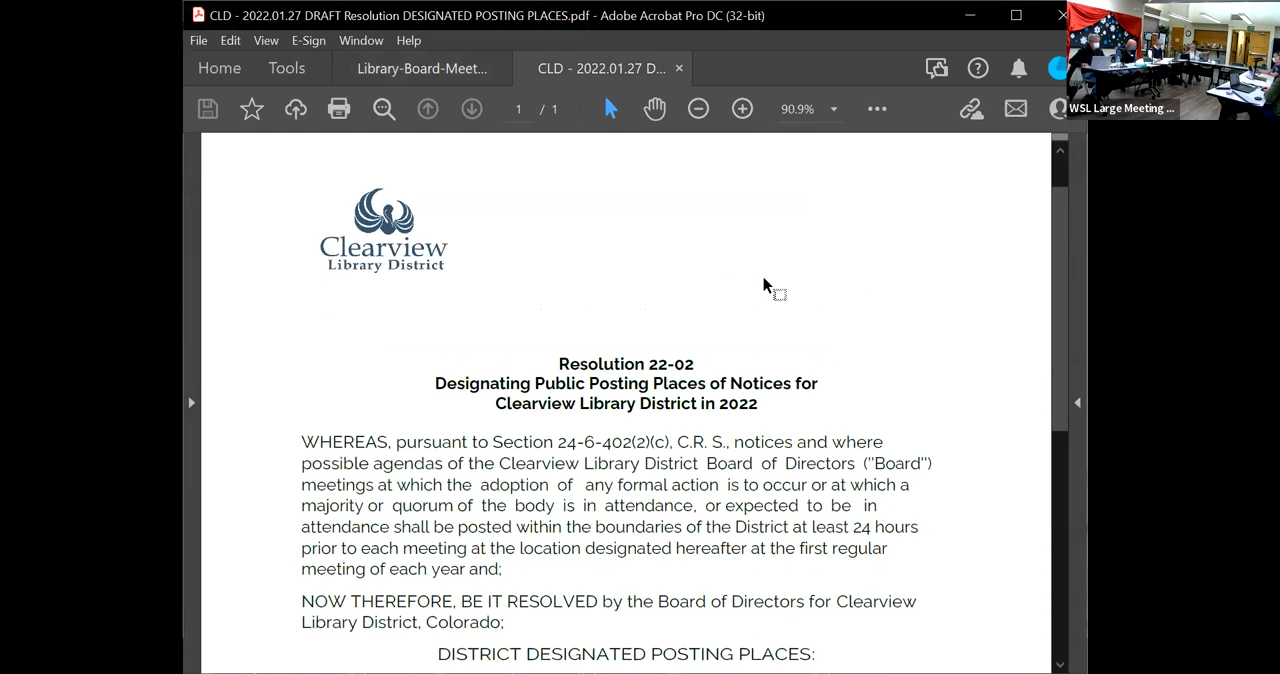 CLD - 2022.01.27 DRAFT Resolution DESIGNATED POSTING PLACES.pdf - Adobe Acrobat Pro DC (32-bit)
File Edit View E-Sign Window Help
Home Tools Library-Board-Meet... CLD - 2022.01.27 D... ×
1 / 1 90.9%
WSL Large Meeting ...
Clearview
Library District
Resolution 22-02
Designating Public Posting Places of Notices for
Clearview Library District in 2022
WHEREAS, pursuant to Section 24-6-402(2)(c), C.R. S., notices and where
possible agendas of the Clearview Library District Board of Directors ("Board")
meetings at which the adoption of any formal action is to occur or at which a
majority or quorum of the body is in attendance, or expected to be in
attendance shall be posted within the boundaries of the District at least 24 hours
prior to each meeting at the location designated hereafter at the first regular
meeting of each year and;
NOW THEREFORE, BE IT RESOLVED by the Board of Directors for Clearview
Library District, Colorado;
DISTRICT DESIGNATED POSTING PLACES: